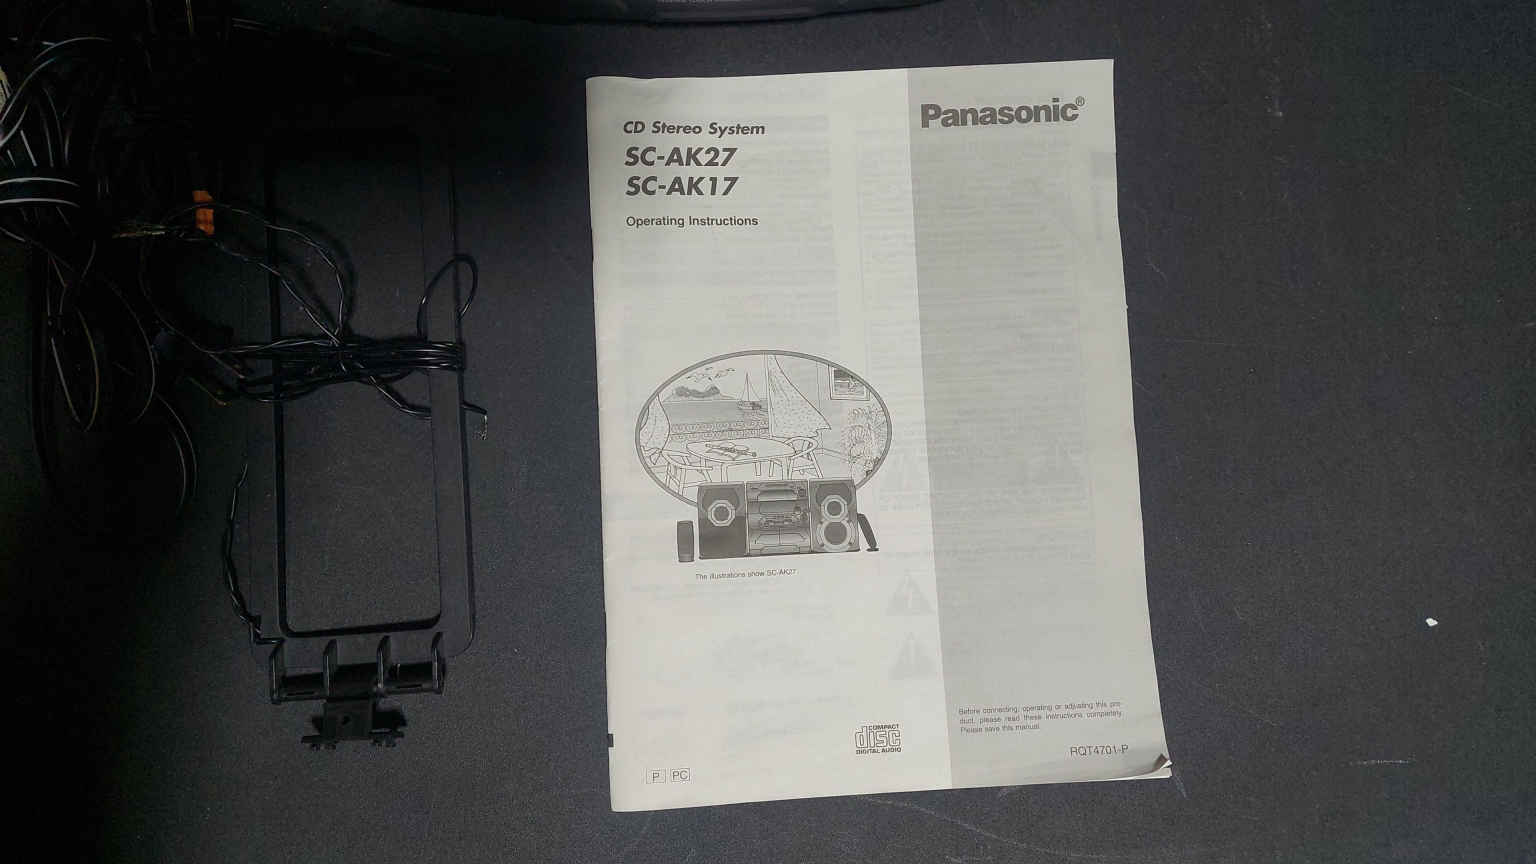 CD Stereo System
SC-AK27
SC-AK17
Operating Instructions
Panasonic®
The illustrations show SC-AK27
COMPACT
disc
DIGITAL AUDIO
P PC
Before connecting, operating or adjusting this pro-
duct, please read these instructions completely.
Please save this manual.
RQT4701-P